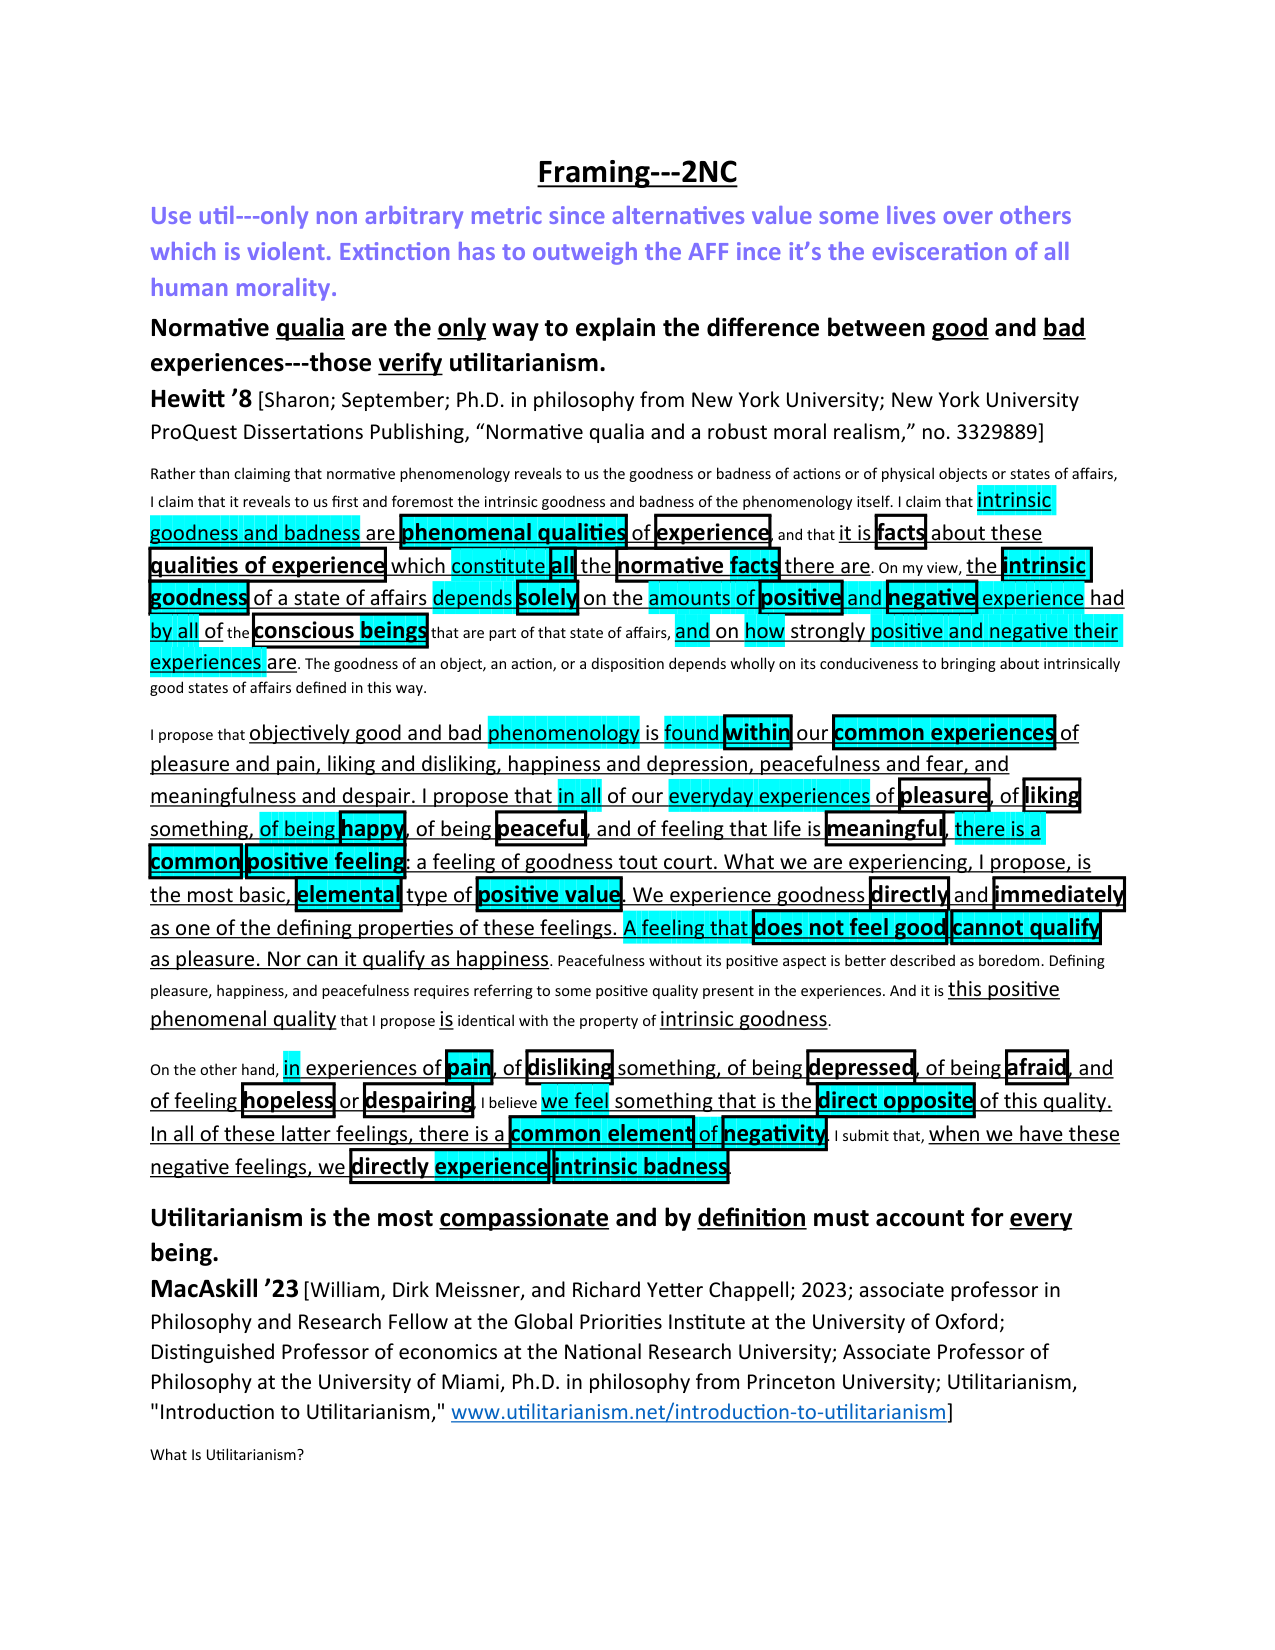 Framing---2NC
Use util---only non arbitrary metric since alternatives value some lives over others
which is violent. Extinction has to outweigh the AFF ince it’s the evisceration of all
human morality.
Normative qualia are the only way to explain the difference between good and bad
experiences---those verify utilitarianism.
Hewitt ’8 [Sharon; September; Ph.D. in philosophy from New York University; New York University
ProQuest Dissertations Publishing, “Normative qualia and a robust moral realism,” no. 3329889]
Rather than claiming that normative phenomenology reveals to us the goodness or badness of actions or of physical objects or states of affairs,
I claim that it reveals to us first and foremost the intrinsic goodness and badness of the phenomenology itself. I claim that intrinsic
goodness and badness are phenomenal qualities of experience, and that it is facts about these
qualities of experience which constitute all the normative facts there are. On my view, the intrinsic
goodness of a state of affairs depends solely on the amounts of positive and negative experience had
by all of the conscious beings that are part of that state of affairs, and on how strongly positive and negative their
experiences are. The goodness of an object, an action, or a disposition depends wholly on its conduciveness to bringing about intrinsically
good states of affairs defined in this way.
I propose that objectively good and bad phenomenology is found within our common experiences of
pleasure and pain, liking and disliking, happiness and depression, peacefulness and fear, and
meaningfulness and despair. I propose that in all of our everyday experiences of pleasure, of liking
something, of being happy, of being peaceful, and of feeling that life is meaningful, there is a
common positive feeling: a feeling of goodness tout court. What we are experiencing, I propose, is
the most basic, elemental type of positive value. We experience goodness directly and immediately
as one of the defining properties of these feelings. A feeling that does not feel good cannot qualify
as pleasure. Nor can it qualify as happiness. Peacefulness without its positive aspect is better described as boredom. Defining
pleasure, happiness, and peacefulness requires referring to some positive quality present in the experiences. And it is this positive
phenomenal quality that I propose is identical with the property of intrinsic goodness.
On the other hand, in experiences of pain, of disliking something, of being depressed, of being afraid, and
of feeling hopeless or despairing, I believe we feel something that is the direct opposite of this quality.
In all of these latter feelings, there is a common element of negativity. I submit that, when we have these
negative feelings, we directly experience intrinsic badness.
Utilitarianism is the most compassionate and by definition must account for every
being.
MacAskill ’23 [William, Dirk Meissner, and Richard Yetter Chappell; 2023; associate professor in
Philosophy and Research Fellow at the Global Priorities Institute at the University of Oxford;
Distinguished Professor of economics at the National Research University; Associate Professor of
Philosophy at the University of Miami, Ph.D. in philosophy from Princeton University; Utilitarianism,
"Introduction to Utilitarianism," www.utilitarianism.net/introduction-to-utilitarianism]
What Is Utilitarianism?